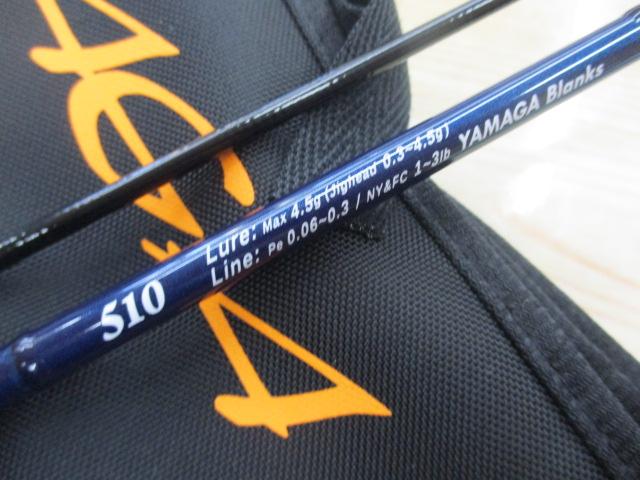 510
Lure: Max 4.5g (Jighead 0.3~4.5g)
Line: Pe 0.06~0.3 / NY&FC 1~3lb
YAMAGA Blanks